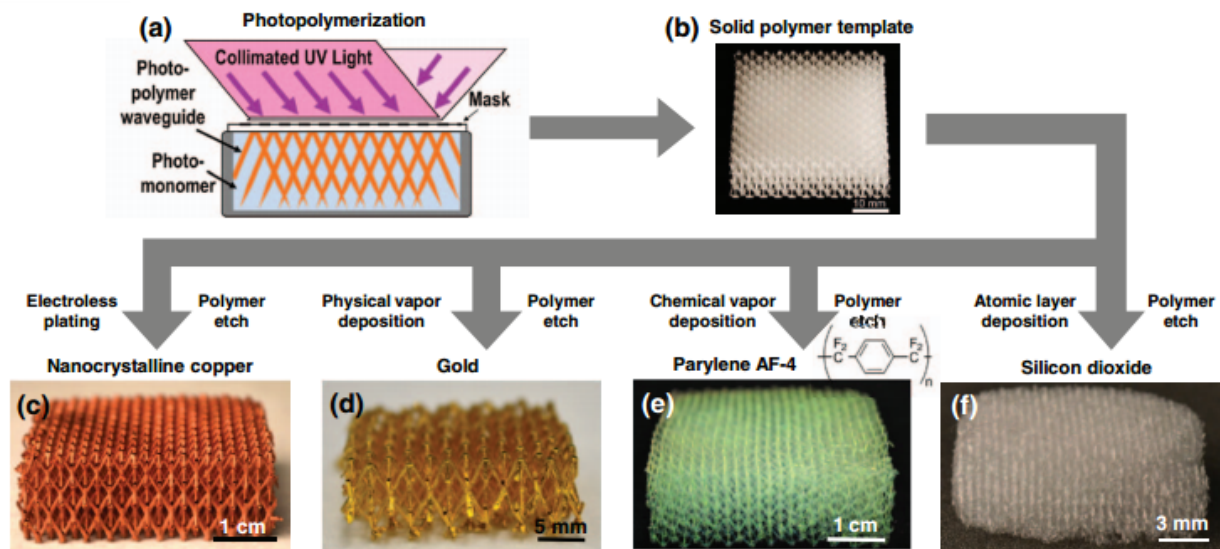 (a)
Photopolymerization
Collimated UV Light
Photo-
polymer
waveguide
Mask
Photo-
monomer
(b)
Solid polymer template
10 mm
Electroless
plating
Polymer
etch
Physical vapor
deposition
Polymer
etch
Chemical vapor
deposition
Polymer
etch
Atomic layer
deposition
Polymer
etch
Nanocrystalline copper
Gold
Parylene AF-4
F2
C
F2
C
n
Silicon dioxide
(c)
1 cm
(d)
5 mm
(e)
1 cm
(f)
3 mm